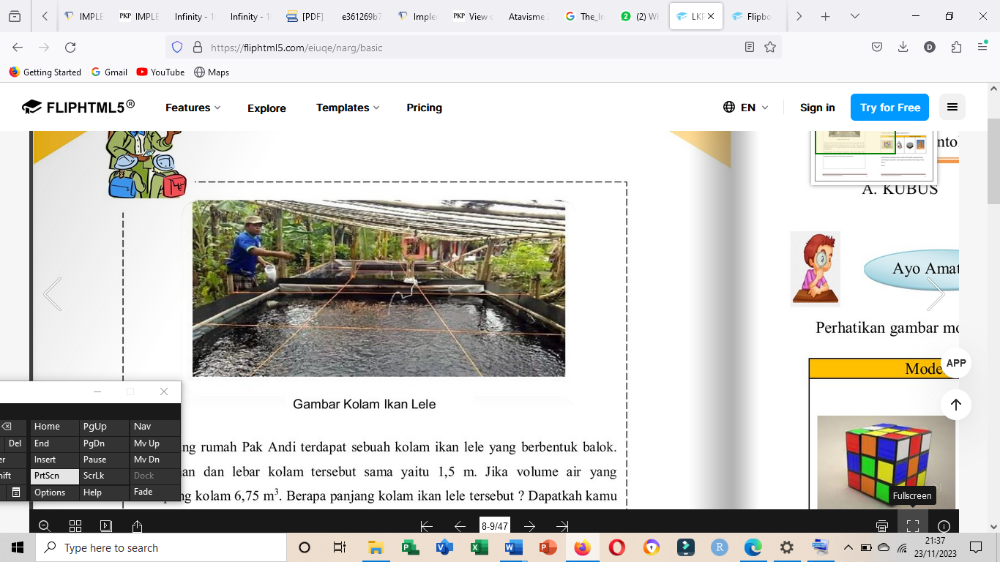 IMPLE
PKP IMPLE
Infinity - 1
Infinity - 1
[PDF]
e361269b7
Implen
PKP View o
Atavisme
The_In
(2) Wh
LKP
Flipbo
https://fliphtml5.com/eiuqe/narg/basic
D
Getting Started
Gmail
YouTube
Maps
FLIPHTML5®
Features
Explore
Templates
Pricing
EN
Sign in
Try for Free
A. KUBUS
Ayo Amat
Perhatikan gambar mo
Mode
APP
Gambar Kolam Ikan Lele
ng rumah Pak Andi terdapat sebuah kolam ikan lele yang berbentuk balok.
an dan lebar kolam tersebut sama yaitu 1,5 m. Jika volume air yang
kolam 6,75 m³. Berapa panjang kolam ikan lele tersebut ? Dapatkah kamu
Home PgUp Nav
Del End PgDn Mv Up
er Insert Pause Mv Dn
hift PrtScn ScrLk Dock
Options Help Fade
Fullscreen
8-9/47
Type here to search
21:37
23/11/2023